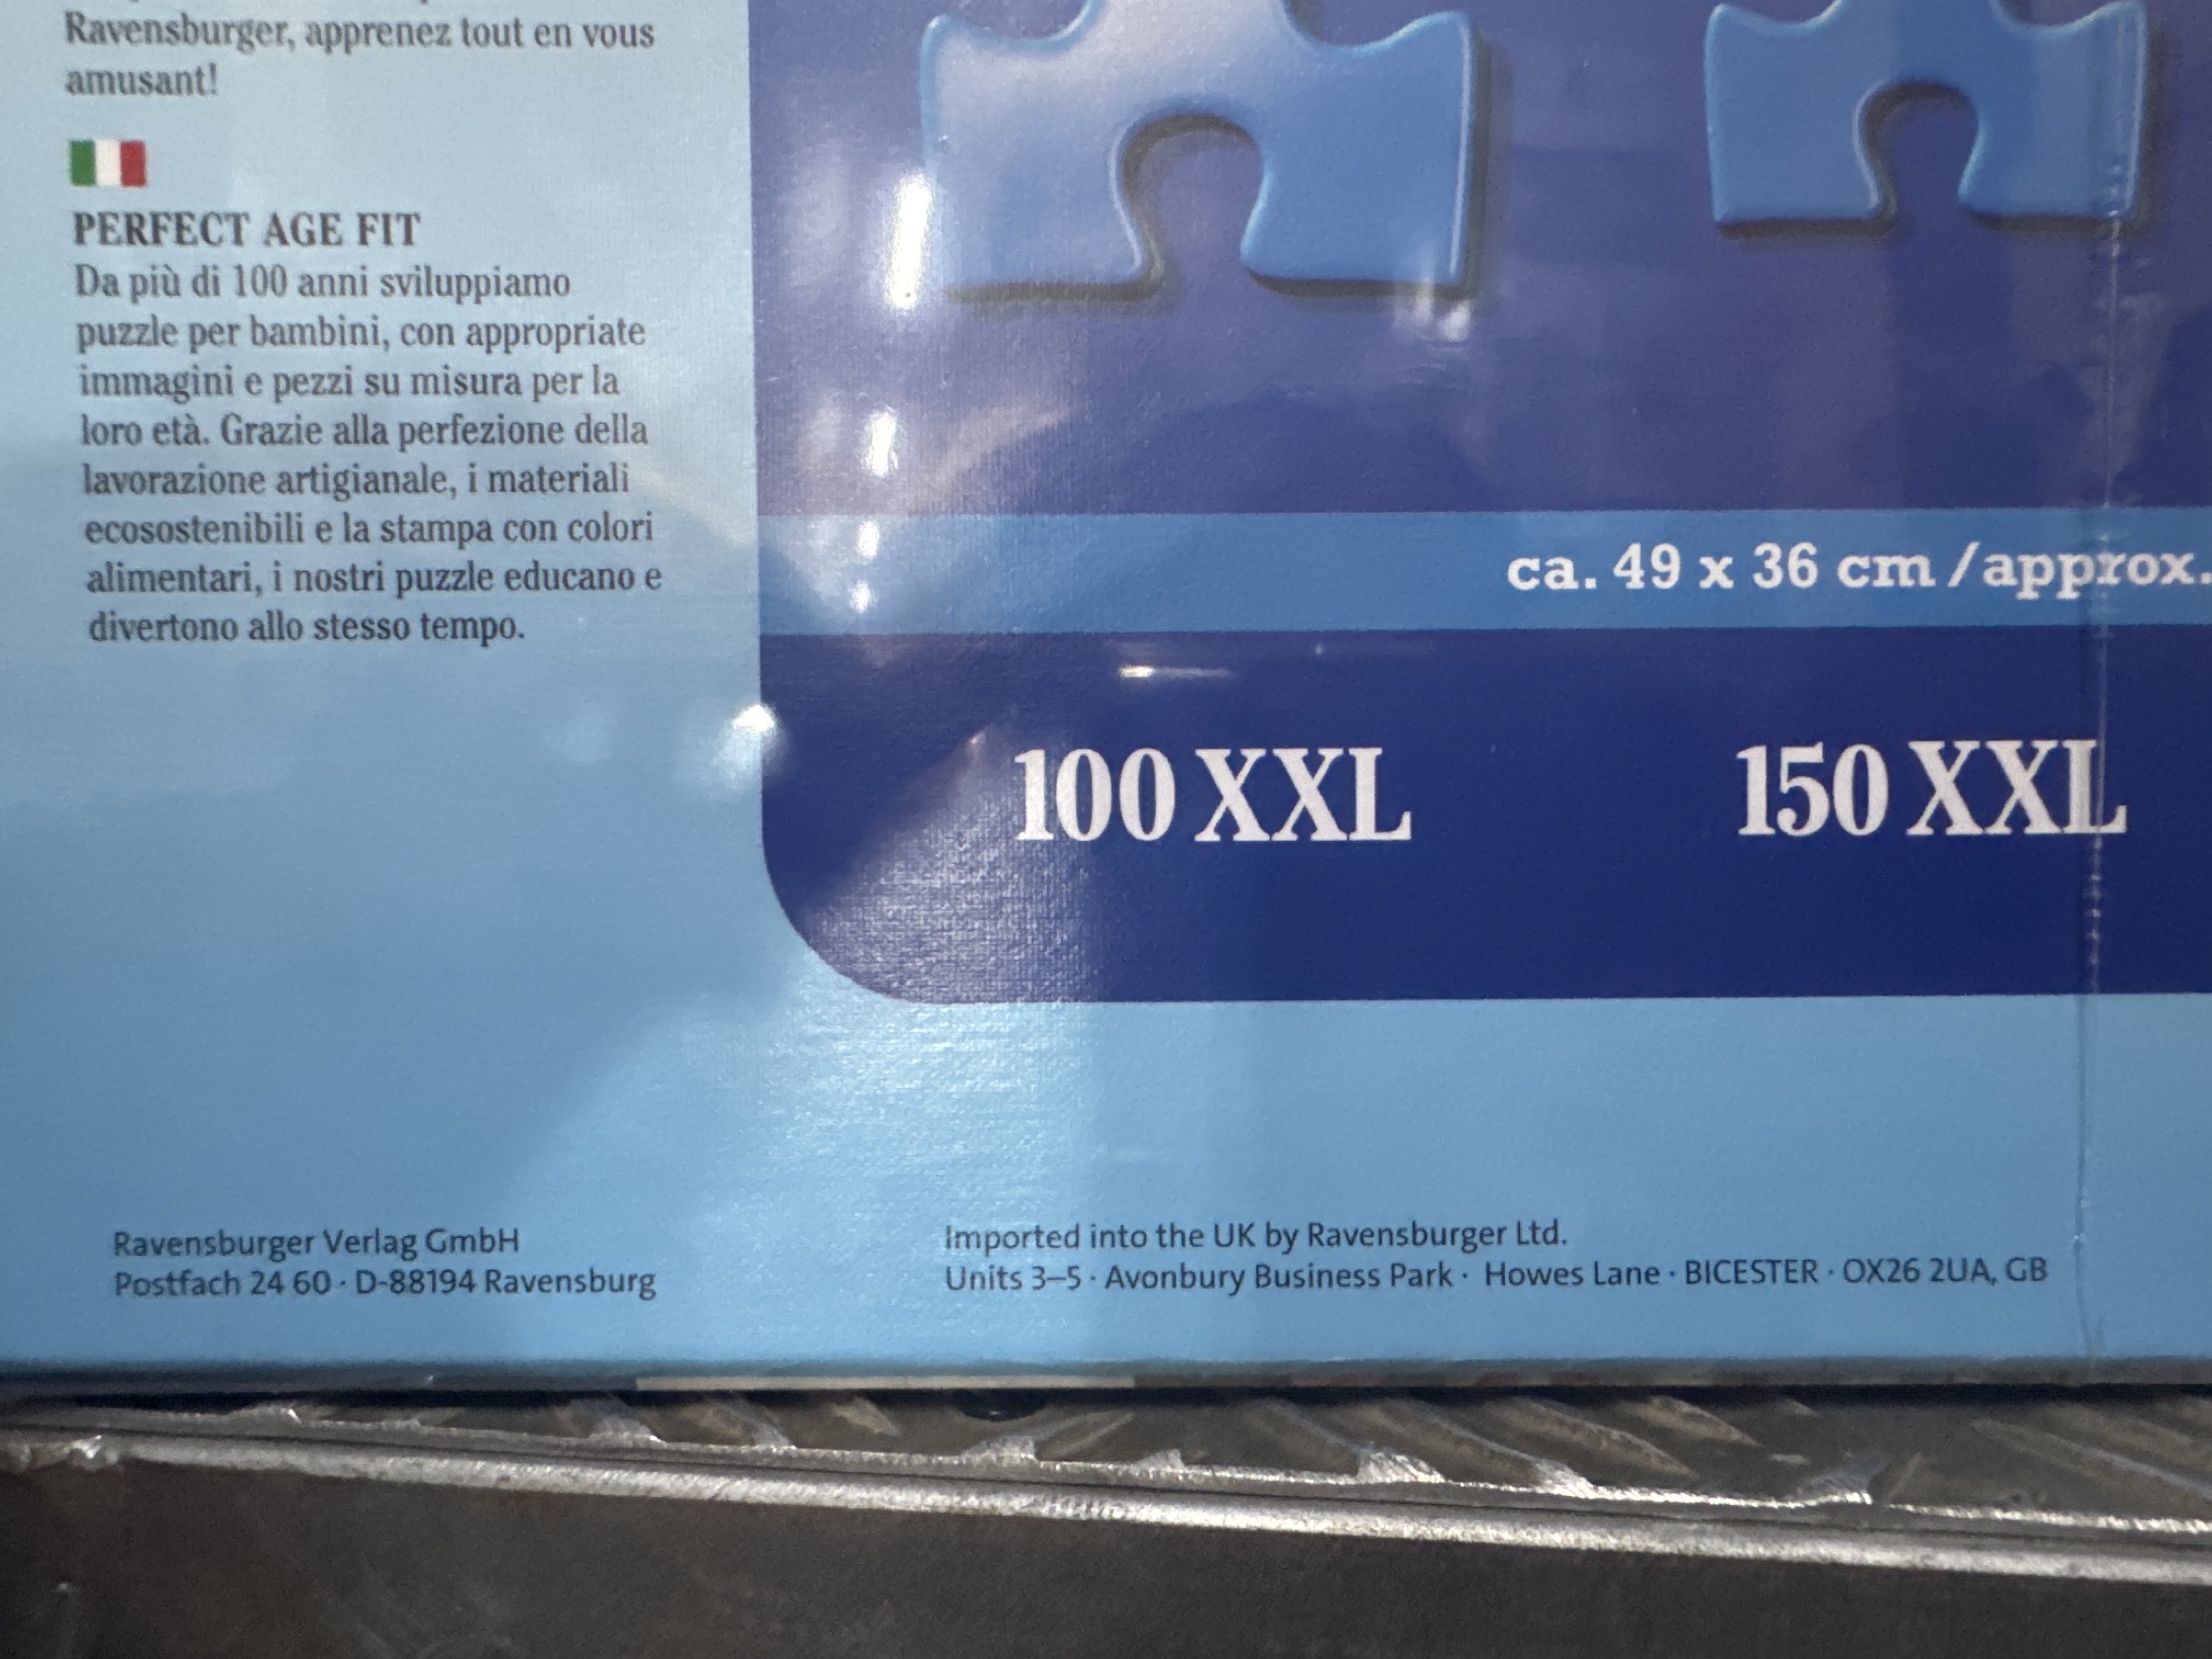 Ravensburger, apprenez tout en vous
amusant!
PERFECT AGE FIT
Da più di 100 anni sviluppiamo
puzzle per bambini, con appropriate
immagini e pezzi su misura per la
loro età. Grazie alla perfezione della
lavorazione artigianale, i materiali
ecosostenibili e la stampa con colori
alimentari, i nostri puzzle educano e
divertono allo stesso tempo.
ca. 49 x 36 cm / approx.
100 XXL
150 XXL
Ravensburger Verlag GmbH
Postfach 24 60 · D-88194 Ravensburg
Imported into the UK by Ravensburger Ltd.
Units 3–5 · Avonbury Business Park · Howes Lane · BICESTER · OX26 2UA, GB